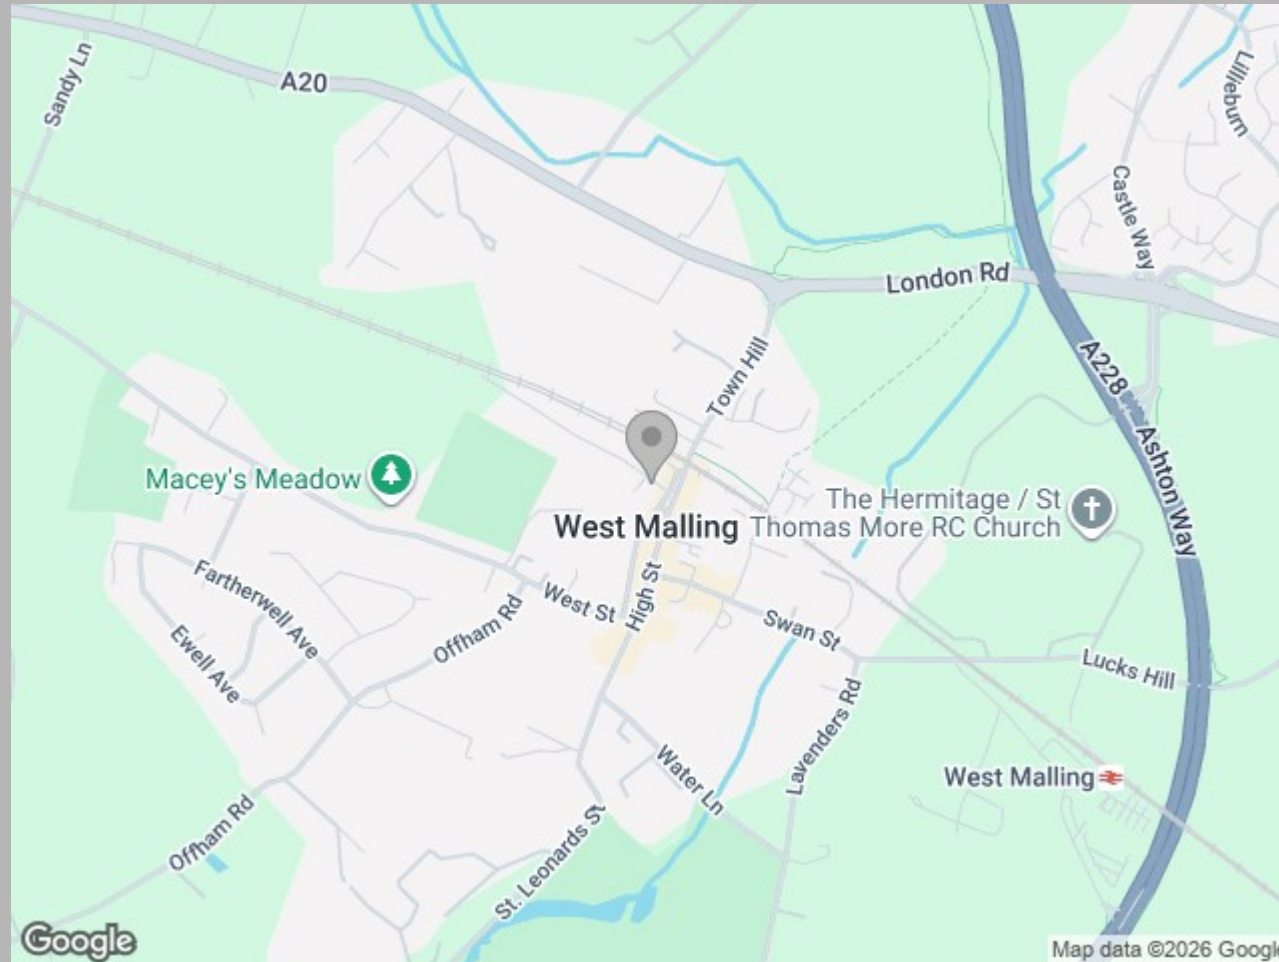 Sandy Ln
A20
Lillieburn
Castle Way
London Rd
Town Hill
A228
Ashton Way
Macey's Meadow
The Hermitage / St
Thomas More RC Church
West Malling
High St
West St
Fartherwell Ave
Offham Rd
Swan St
Ewell Ave
Lucks Hill
Lavenders Rd
Water Ln
West Malling
Offham Rd
St. Leonards St
Google
Map data ©2026 Google